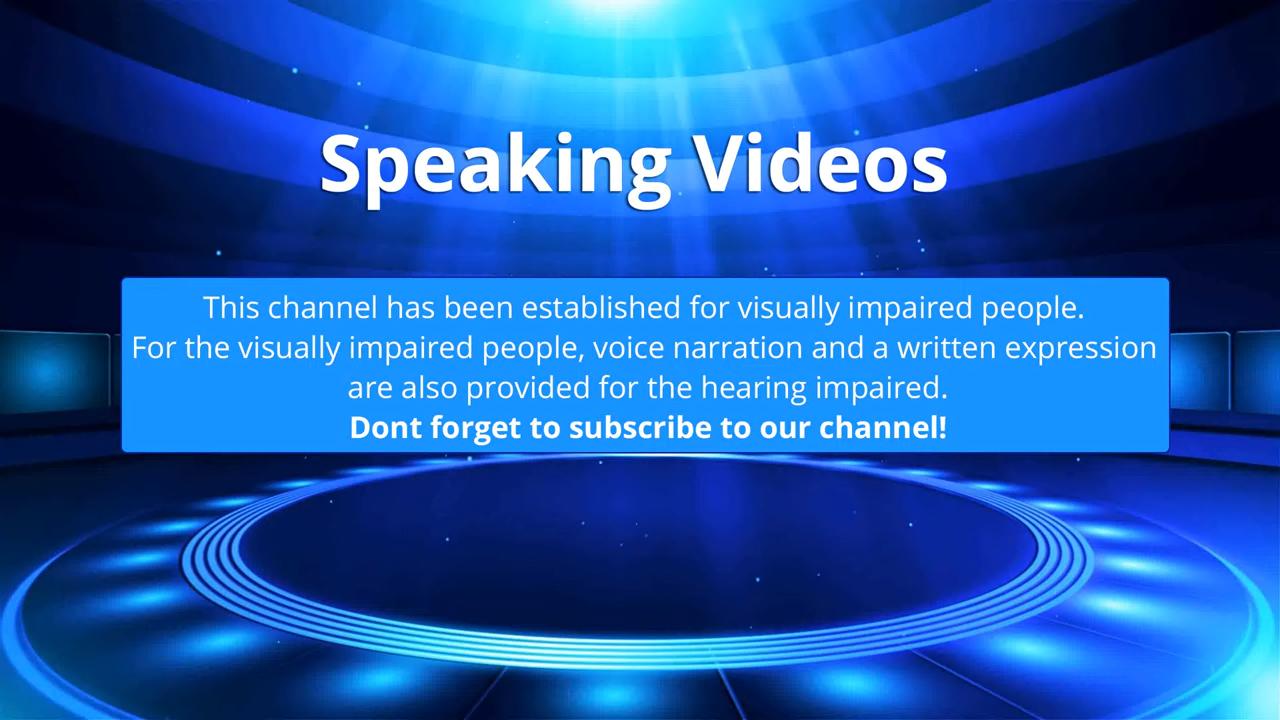 Speaking Videos
This channel has been established for visually impaired people.
For the visually impaired people, voice narration and a written expression
are also provided for the hearing impaired.
Dont forget to subscribe to our channel!